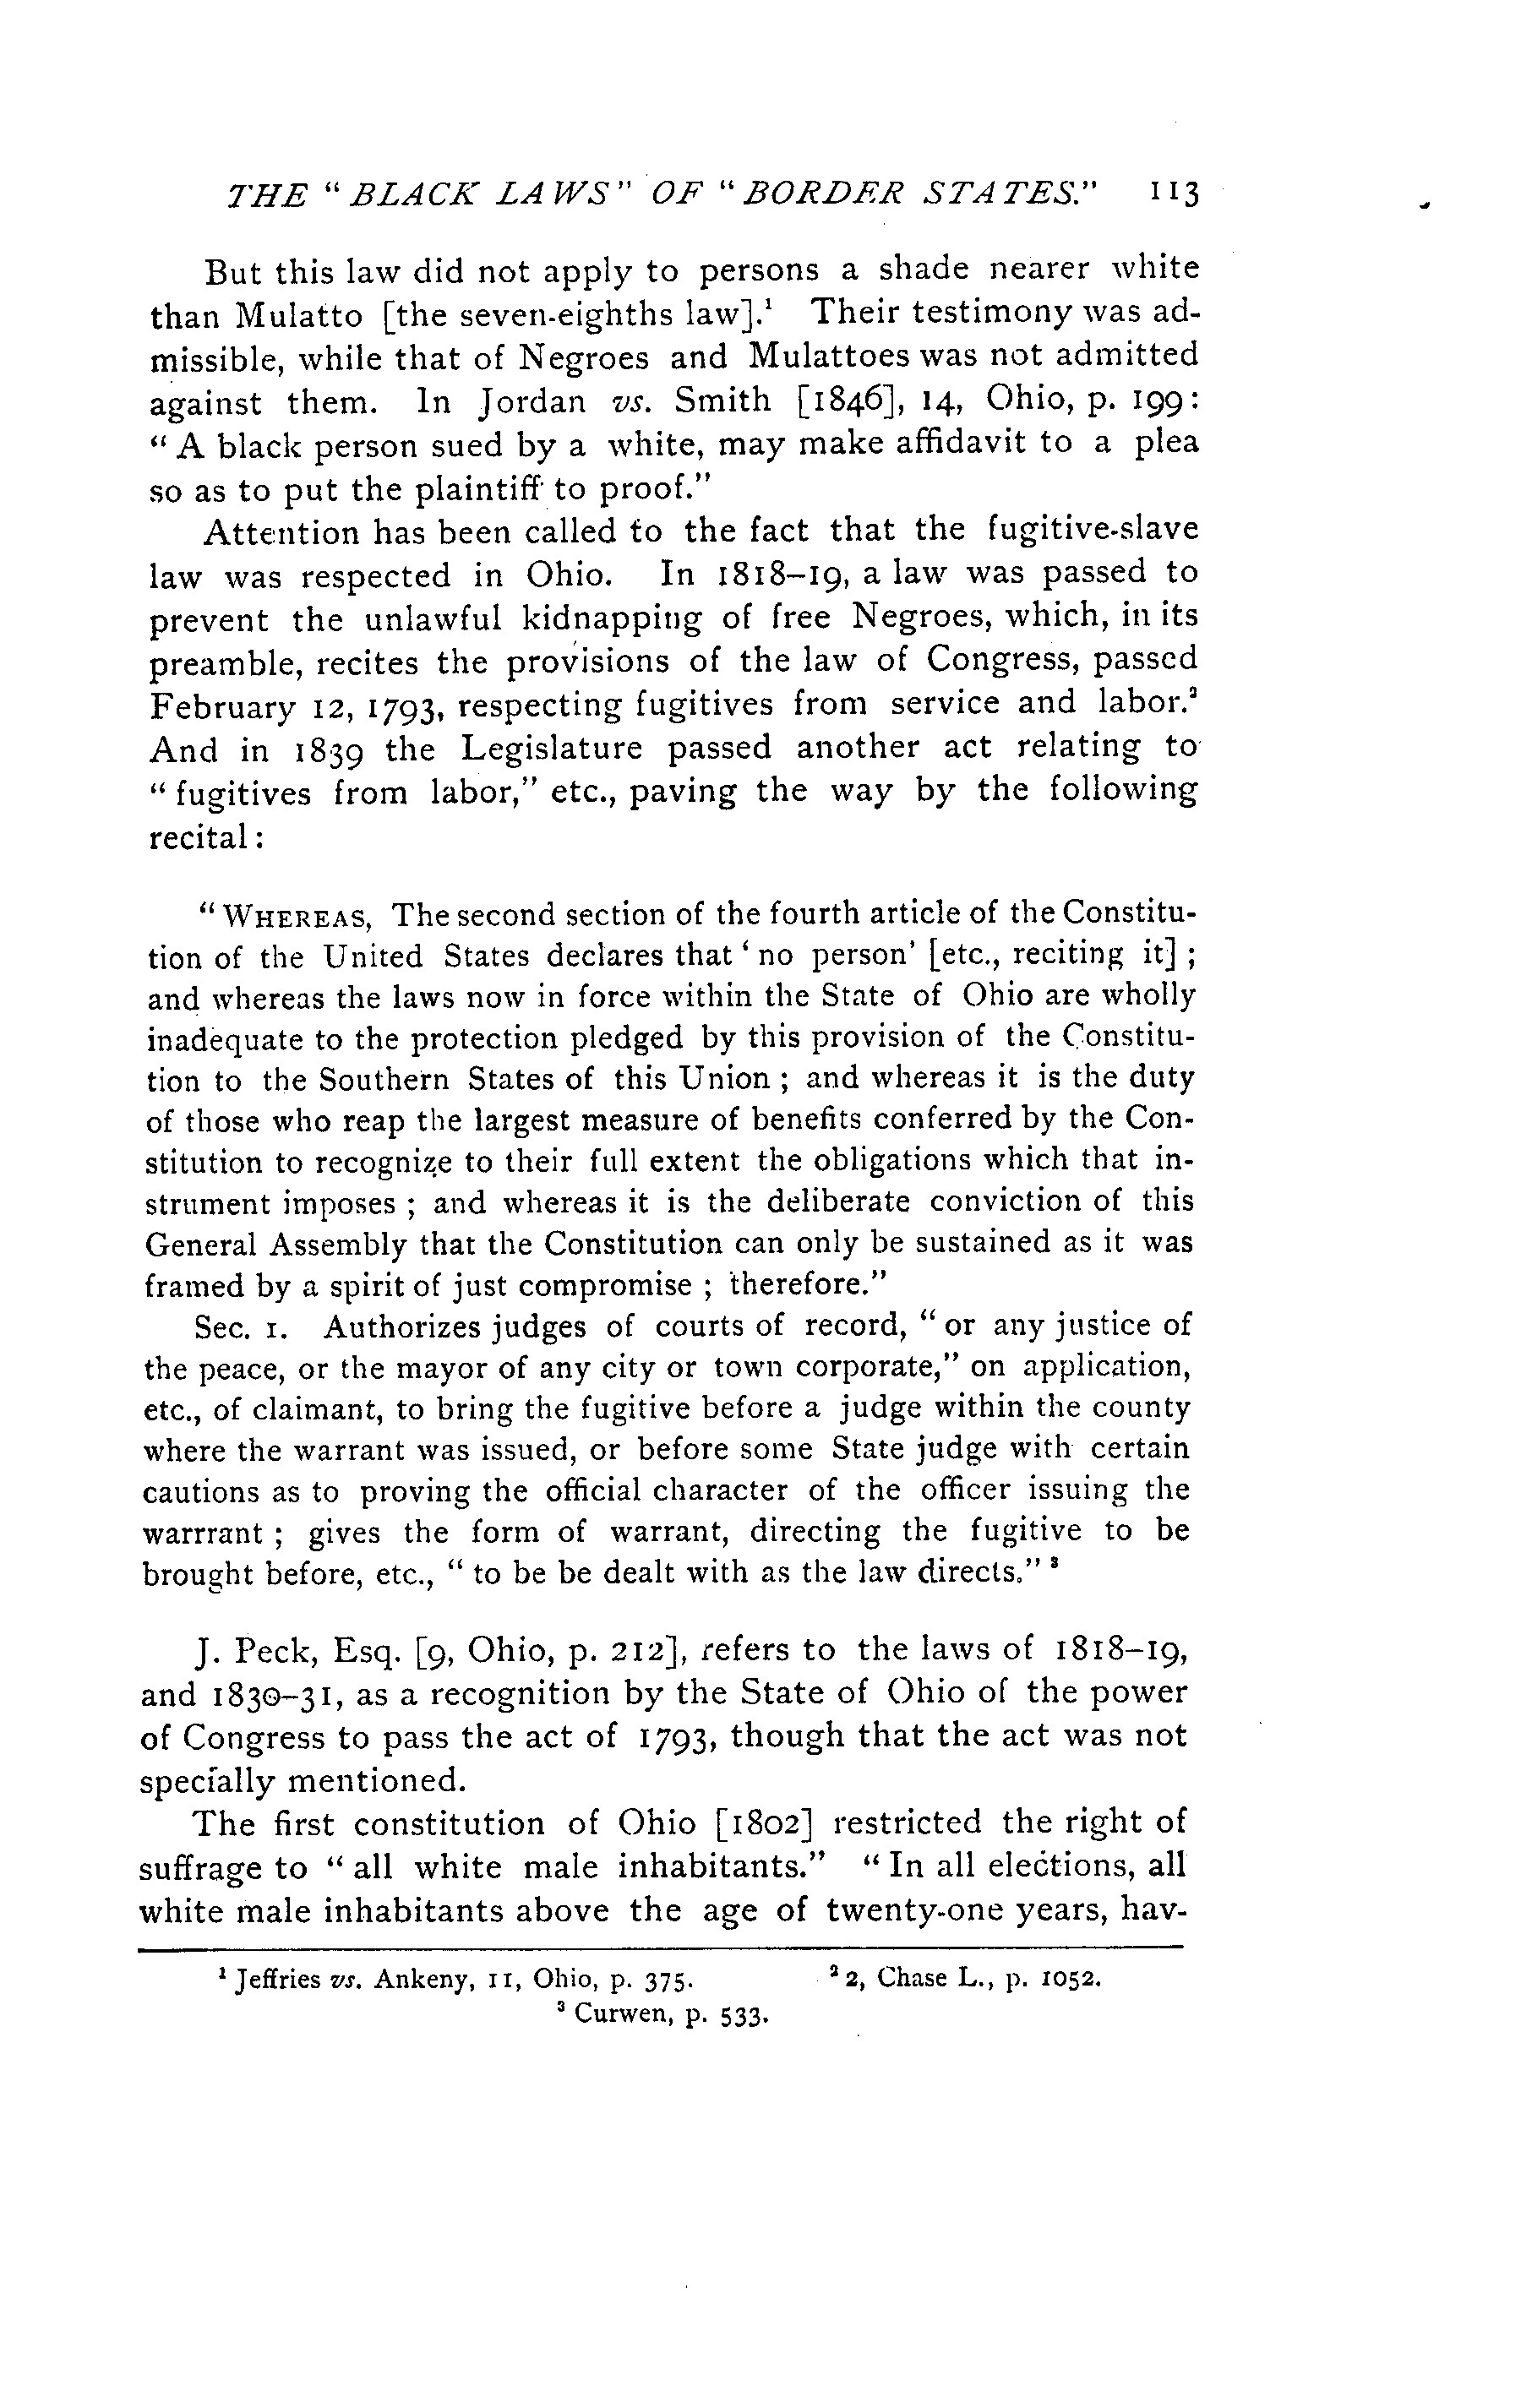 THE "BLACK LAWS" OF "BORDER STATES." 113
But this law did not apply to persons a shade nearer white
than Mulatto [the seven-eighths law].¹ Their testimony was ad-
missible, while that of Negroes and Mulattoes was not admitted
against them. In Jordan vs. Smith [1846], 14, Ohio, p. 199:
"A black person sued by a white, may make affidavit to a plea
so as to put the plaintiff to proof."
Attention has been called to the fact that the fugitive-slave
law was respected in Ohio. In 1818–19, a law was passed to
prevent the unlawful kidnapping of free Negroes, which, in its
preamble, recites the provisions of the law of Congress, passed
February 12, 1793, respecting fugitives from service and labor.²
And in 1839 the Legislature passed another act relating to
"fugitives from labor," etc., paving the way by the following
recital:
"WHEREAS, The second section of the fourth article of the Constitu-
tion of the United States declares that 'no person' [etc., reciting it];
and whereas the laws now in force within the State of Ohio are wholly
inadequate to the protection pledged by this provision of the Constitu-
tion to the Southern States of this Union; and whereas it is the duty
of those who reap the largest measure of benefits conferred by the Con-
stitution to recognize to their full extent the obligations which that in-
strument imposes; and whereas it is the deliberate conviction of this
General Assembly that the Constitution can only be sustained as it was
framed by a spirit of just compromise; therefore."
Sec. 1. Authorizes judges of courts of record, "or any justice of
the peace, or the mayor of any city or town corporate," on application,
etc., of claimant, to bring the fugitive before a judge within the county
where the warrant was issued, or before some State judge with certain
cautions as to proving the official character of the officer issuing the
warrrant; gives the form of warrant, directing the fugitive to be
brought before, etc., "to be be dealt with as the law directs."³
J. Peck, Esq. [9, Ohio, p. 212], refers to the laws of 1818–19,
and 1830–31, as a recognition by the State of Ohio of the power
of Congress to pass the act of 1793, though that the act was not
specially mentioned.
The first constitution of Ohio [1802] restricted the right of
suffrage to "all white male inhabitants." "In all elections, all
white male inhabitants above the age of twenty-one years, hav-
¹ Jeffries vs. Ankeny, 11, Ohio, p. 375. ² 2, Chase L., p. 1052.
³ Curwen, p. 533.